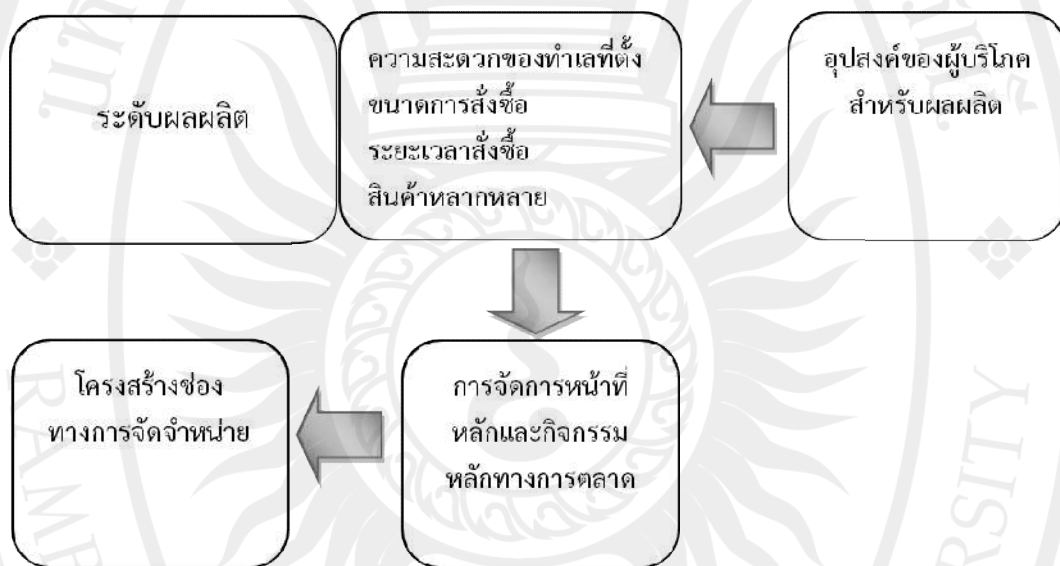 ระดับผลผลิต
ความสะดวกของทำเลที่ตั้ง
ขนาดการสั่งซื้อ
ระยะเวลาสั่งซื้อ
สินค้าหลากหลาย
อุปสงค์ของผู้บริโภค
สำหรับผลผลิต
โครงสร้างช่อง
ทางการจัดจำหน่าย
การจัดการหน้าที่
หลักและกิจกรรม
หลักทางการตลาด